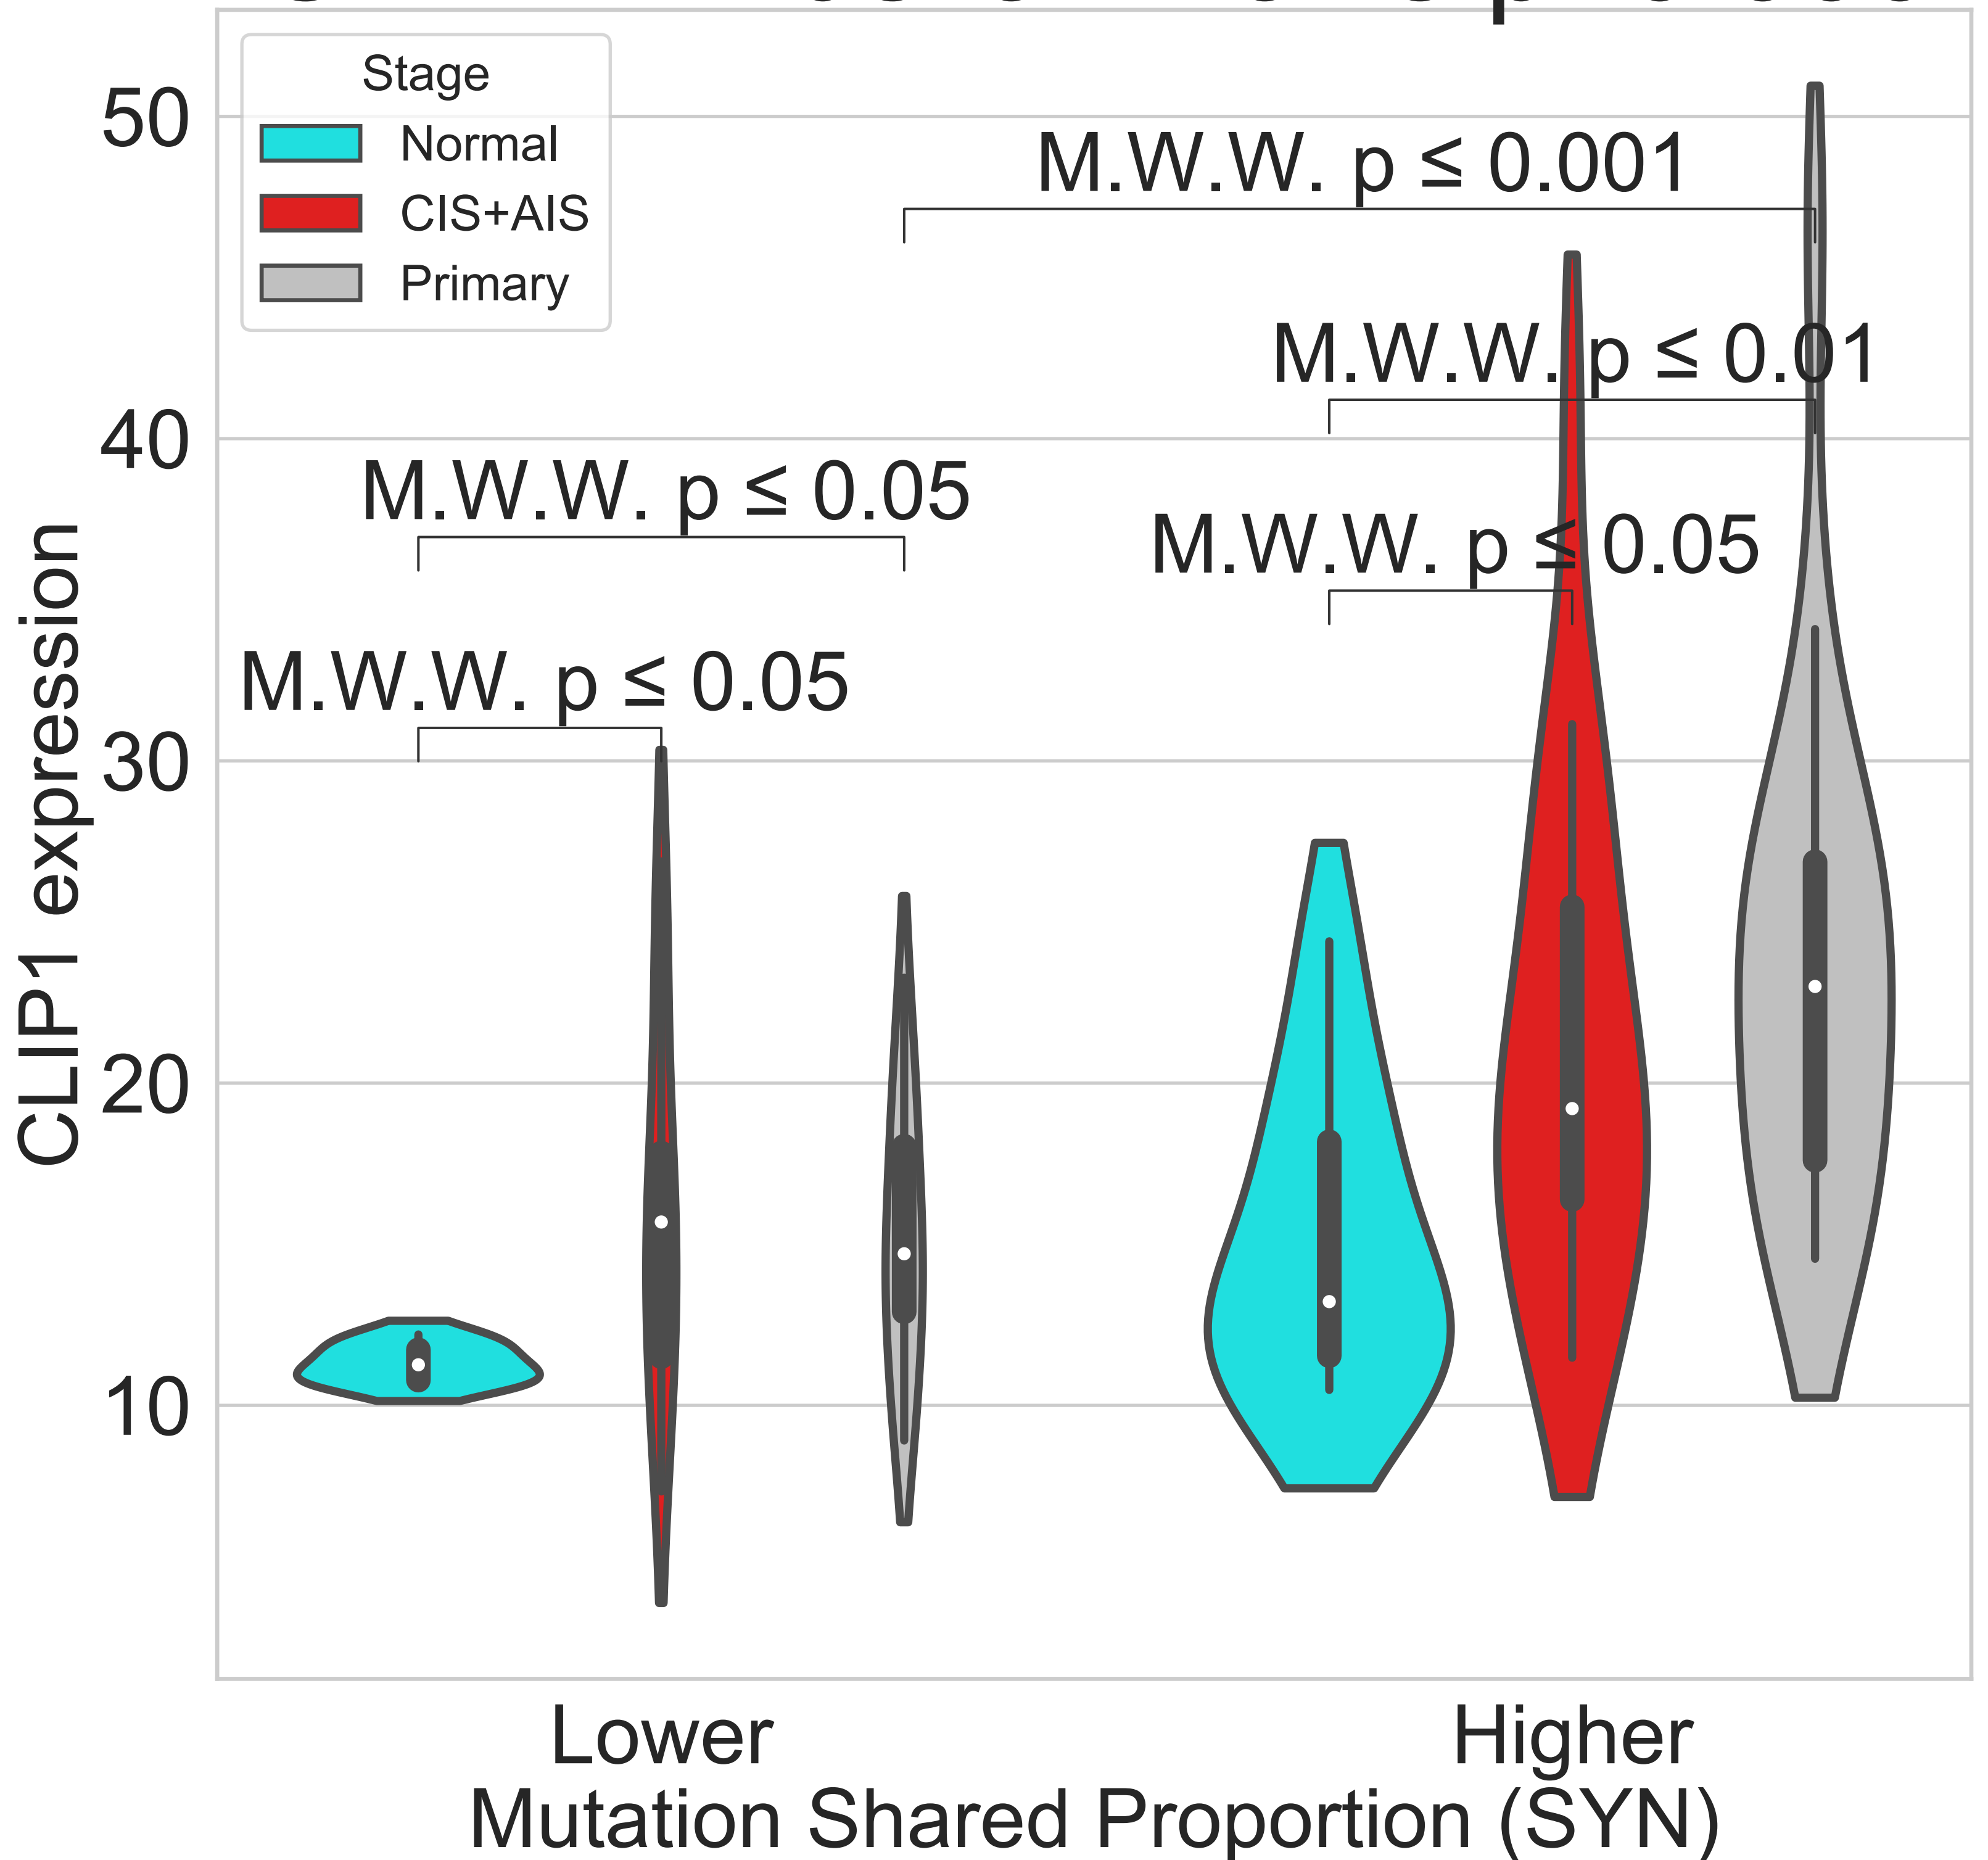 Stage
Normal
CIS+AIS
Primary
50
40
30
20
10
CLIP1 expression
M.W.W. p ≤ 0.001
M.W.W. p ≤ 0.01
M.W.W. p ≤ 0.05
M.W.W. p ≤ 0.05
M.W.W. p ≤ 0.05
Lower
Higher
Mutation Shared Proportion (SYN)